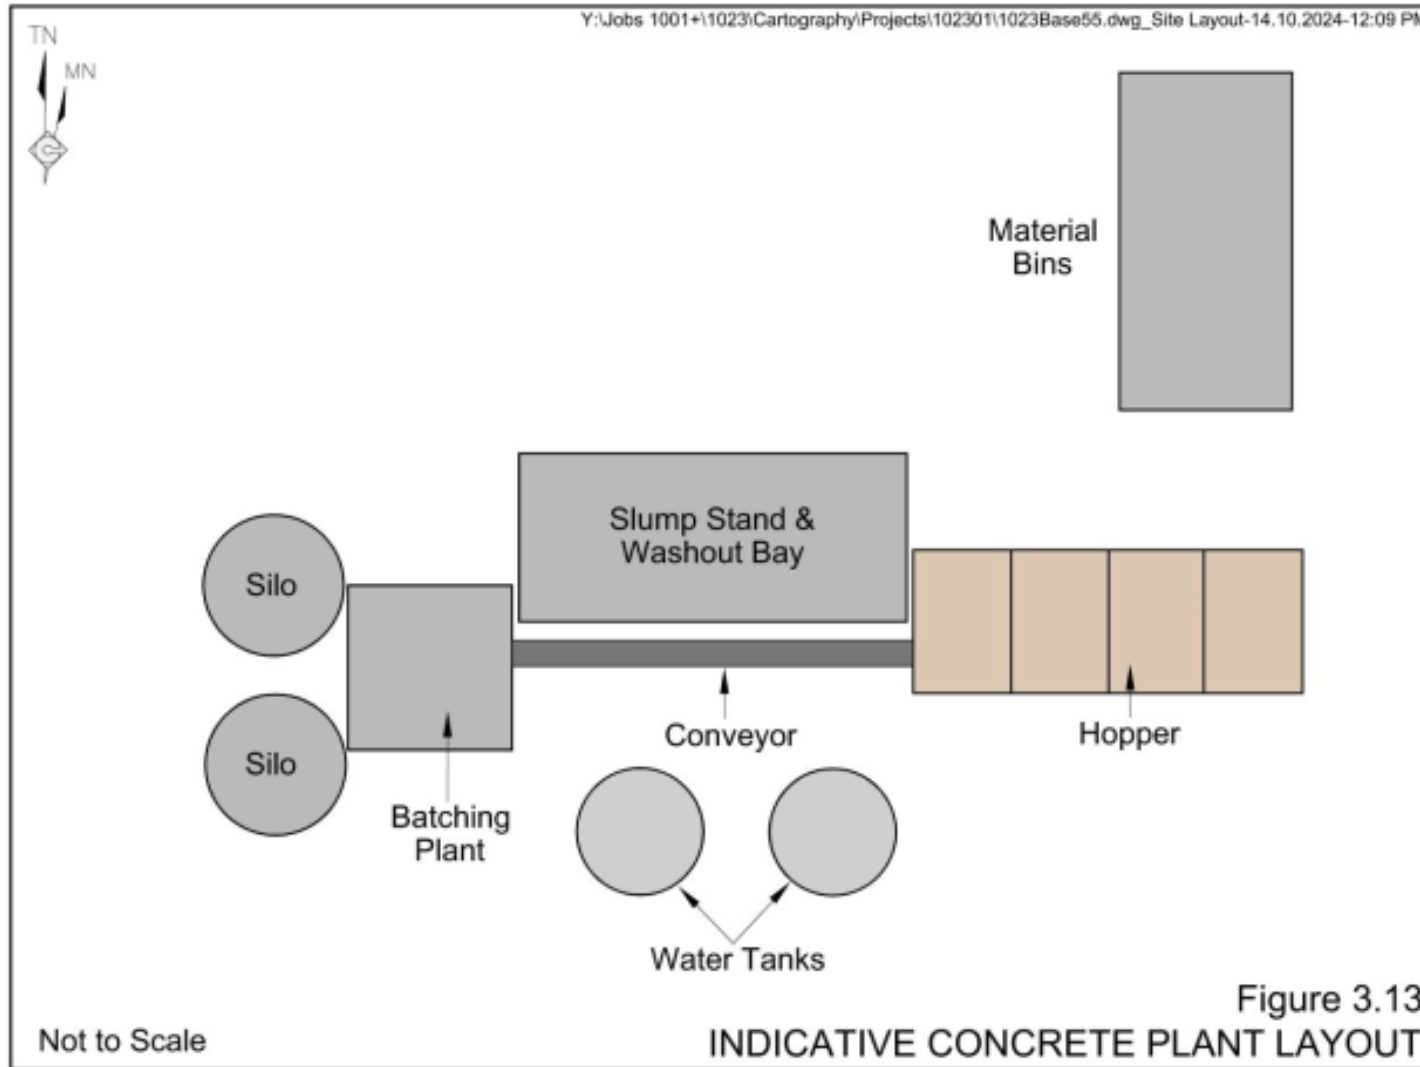 Y:\Jobs 1001+\1023\Cartography\Projects\102301\1023Base55.dwg_Site Layout-14.10.2024-12:09 PM
TN
MN
Material
Bins
Slump Stand &
Washout Bay
Silo
Silo
Conveyor
Hopper
Batching
Plant
Water Tanks
Figure 3.13
Not to Scale
INDICATIVE CONCRETE PLANT LAYOUT